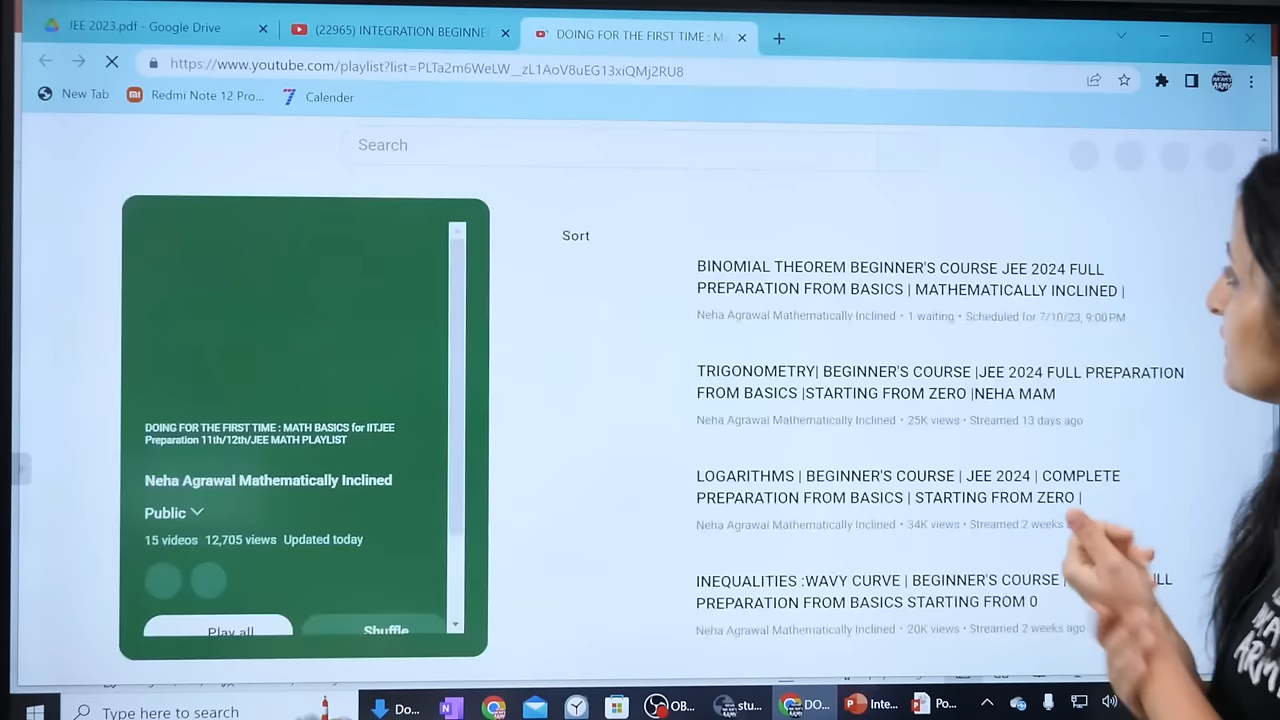 JEE 2023.pdf - Google Drive
(22965) INTEGRATION BEGINNE
DOING FOR THE FIRST TIME : M
https://www.youtube.com/playlist?list=PLTa2m6WeLW__zL1AoV8uEG13xiQMj2RU8
New Tab
Redmi Note 12 Pro...
Calender
Search
Sort
BINOMIAL THEOREM BEGINNER'S COURSE JEE 2024 FULL
PREPARATION FROM BASICS | MATHEMATICALLY INCLINED |
Neha Agrawal Mathematically Inclined • 1 waiting • Scheduled for 7/10/23, 9:00 PM
TRIGONOMETRY| BEGINNER'S COURSE |JEE 2024 FULL PREPARATION
FROM BASICS |STARTING FROM ZERO |NEHA MAM
Neha Agrawal Mathematically Inclined • 25K views • Streamed 13 days ago
LOGARITHMS | BEGINNER'S COURSE | JEE 2024 | COMPLETE
PREPARATION FROM BASICS | STARTING FROM ZERO |
Neha Agrawal Mathematically Inclined • 34K views • Streamed 2 weeks
INEQUALITIES :WAVY CURVE | BEGINNER'S COURSE
PREPARATION FROM BASICS STARTING FROM 0
Neha Agrawal Mathematically Inclined • 20K views • Streamed 2 weeks ago
DOING FOR THE FIRST TIME : MATH BASICS for IITJEE
Preparation 11th/12th/JEE MATH PLAYLIST
Neha Agrawal Mathematically Inclined
Public
15 videos 12,705 views Updated today
Play all
Shuffle
Type here to search
Do...
OB...
stu...
DO...
Inte...
Po...
ARMY